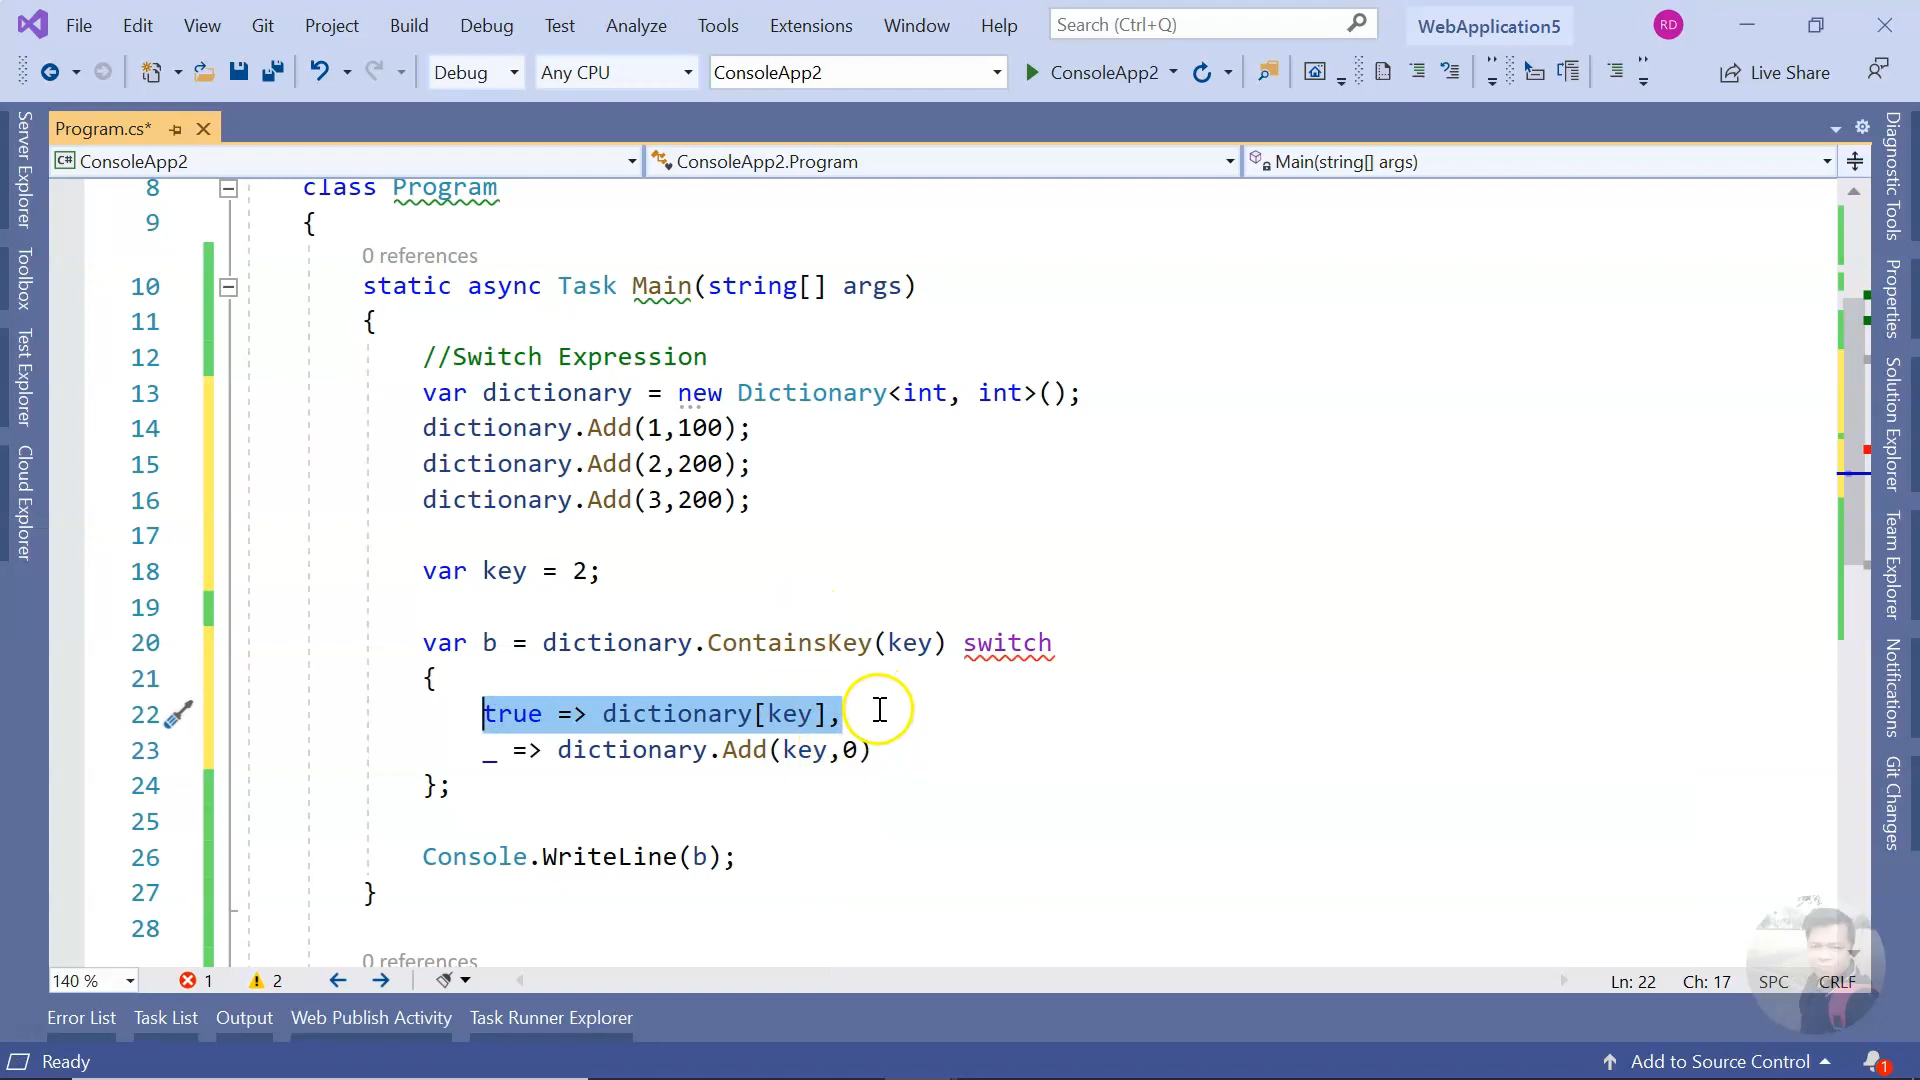 File Edit View Git Project Build Debug Test Analyze Tools Extensions Window Help Search (Ctrl+Q) WebApplication5 RD
Debug Any CPU ConsoleApp2 ConsoleApp2 Live Share
Program.cs*
C# ConsoleApp2 ConsoleApp2.Program Main(string[] args)
8 class Program
9 {
0 references
10 static async Task Main(string[] args)
11 {
12 //Switch Expression
13 var dictionary = new Dictionary<int, int>();
14 dictionary.Add(1,100);
15 dictionary.Add(2,200);
16 dictionary.Add(3,200);
17
18 var key = 2;
19
20 var b = dictionary.ContainsKey(key) switch
21 {
22 true => dictionary[key],
23 _ => dictionary.Add(key,0)
24 };
25
26 Console.WriteLine(b);
27 }
28
0 references
140 % 1 2 Ln: 22 Ch: 17 SPC CRLF
Error List Task List Output Web Publish Activity Task Runner Explorer
Ready Add to Source Control 1
Server Explorer
Toolbox
Test Explorer
Cloud Explorer
Diagnostic Tools
Properties
Solution Explorer
Team Explorer
Notifications
Git Changes